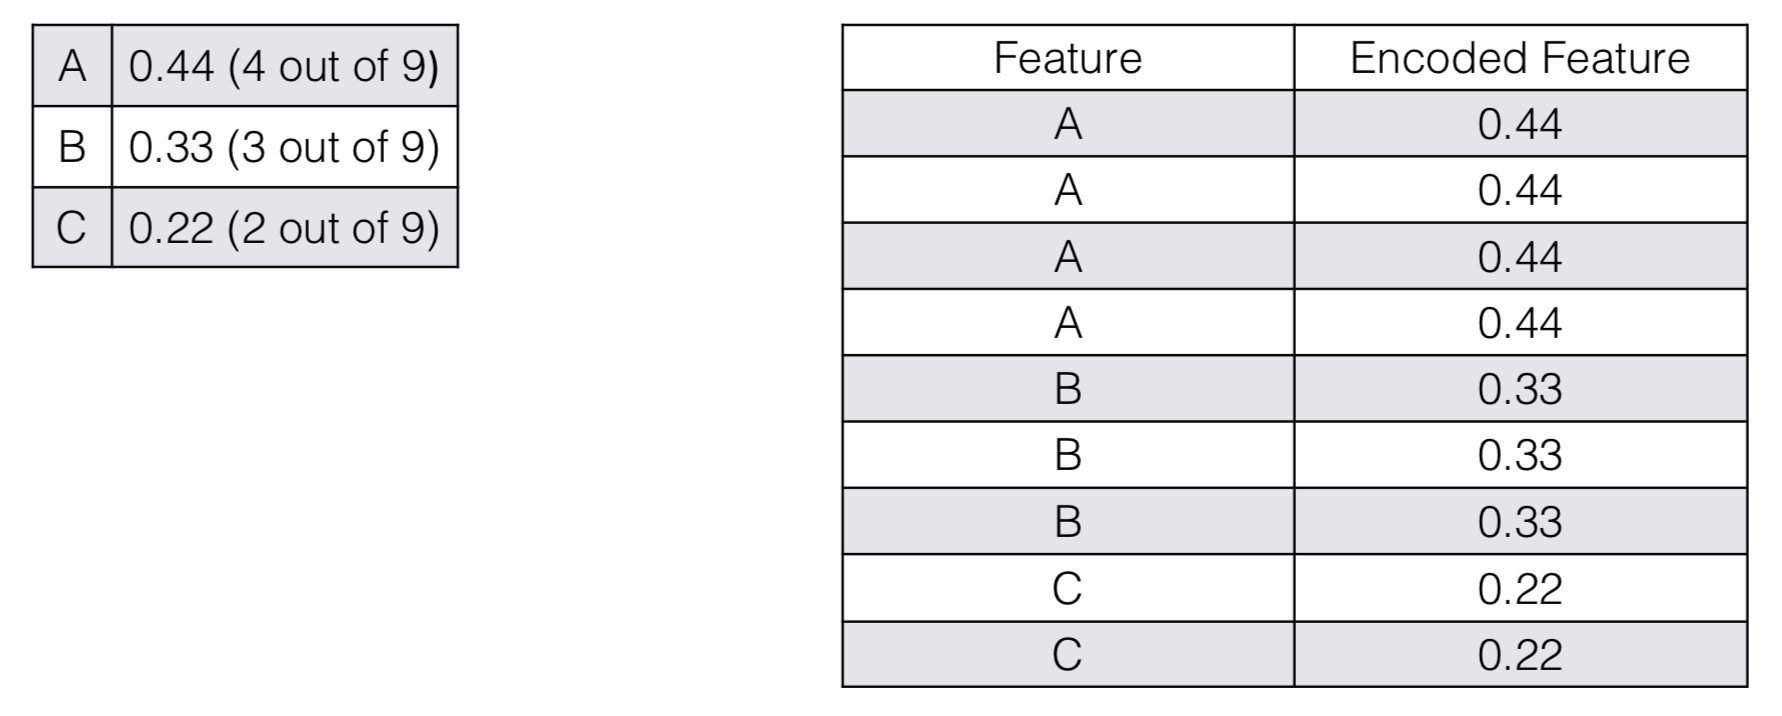 A 0.44 (4 out of 9)
B 0.33 (3 out of 9)
C 0.22 (2 out of 9)
Feature Encoded Feature
A 0.44
A 0.44
A 0.44
A 0.44
B 0.33
B 0.33
B 0.33
C 0.22
C 0.22